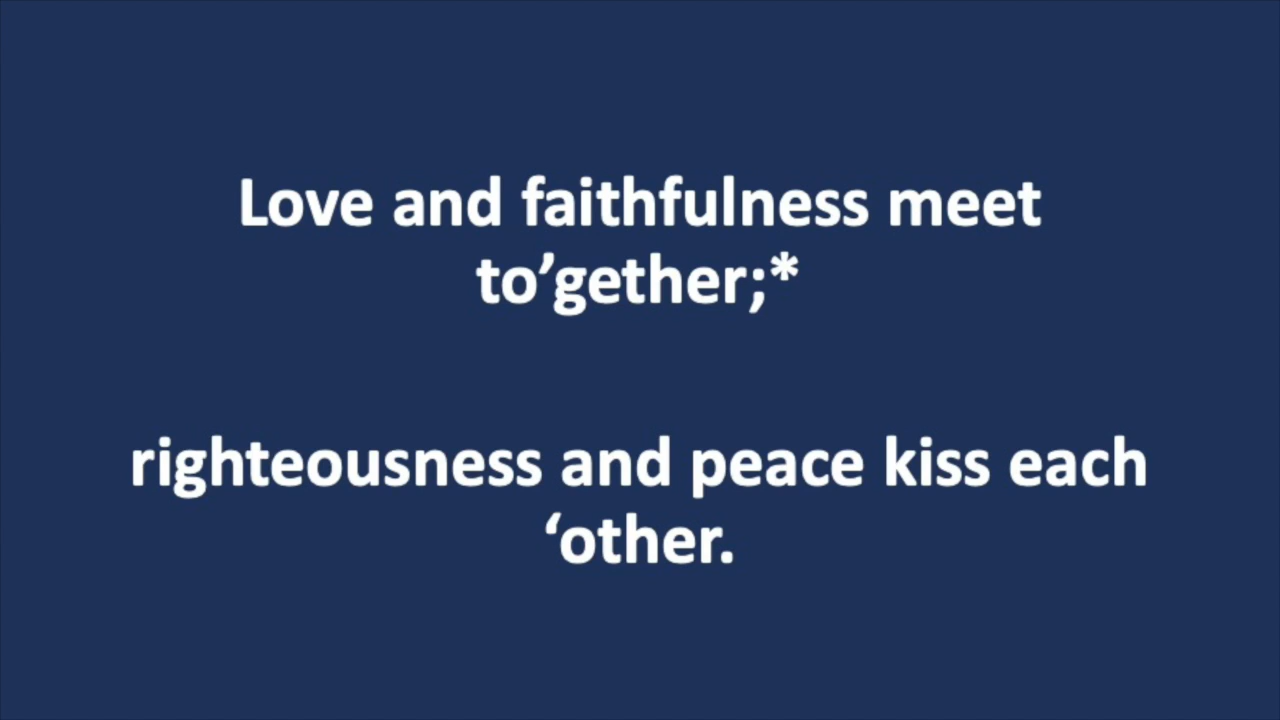 Love and faithfulness meet
to’gether;*
righteousness and peace kiss each
‘other.